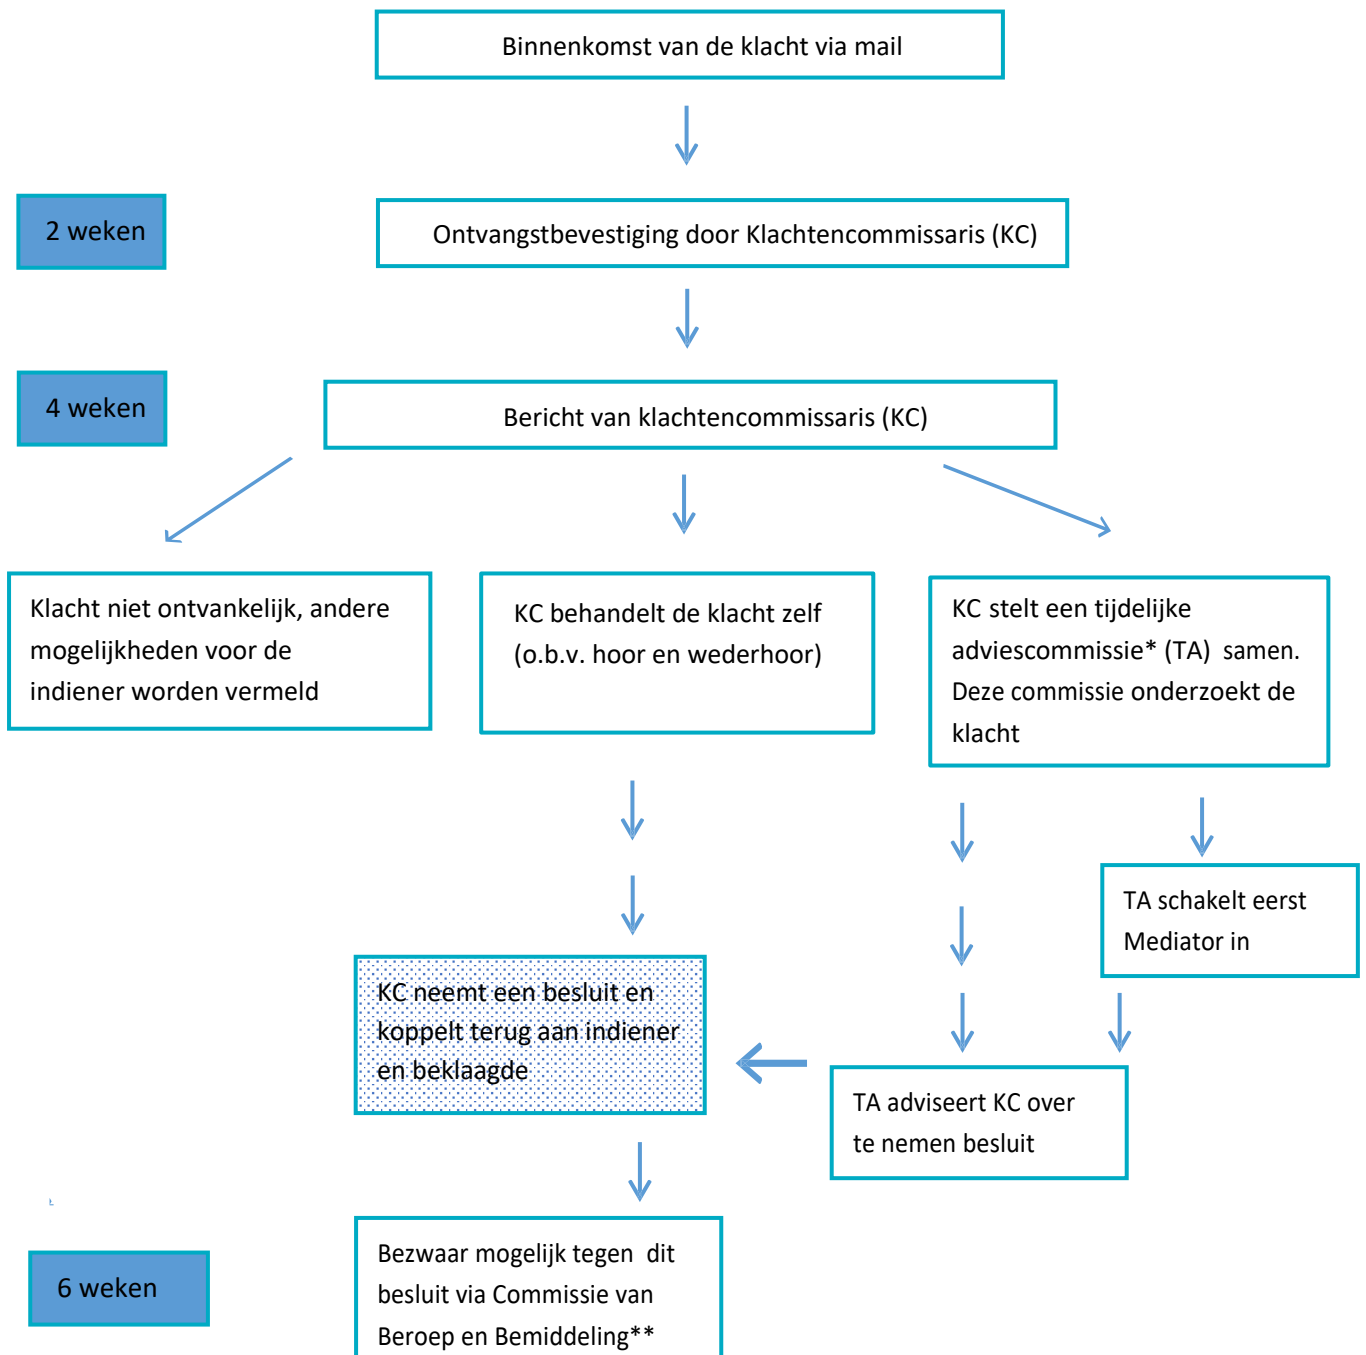 Binnenkomst van de klacht via mail
2 weken
Ontvangstbevestiging door Klachtencommissaris (KC)
4 weken
Bericht van klachtencommissaris (KC)
Klacht niet ontvankelijk, andere
mogelijkheden voor de
indiener worden vermeld
KC behandelt de klacht zelf
(o.b.v. hoor en wederhoor)
KC stelt een tijdelijke
adviescommissie* (TA) samen.
Deze commissie onderzoekt de
klacht
TA schakelt eerst
Mediator in
KC neemt een besluit en
koppelt terug aan indiener
en beklaagde
TA adviseert KC over
te nemen besluit
6 weken
Bezwaar mogelijk tegen dit
besluit via Commissie van
Beroep en Bemiddeling**